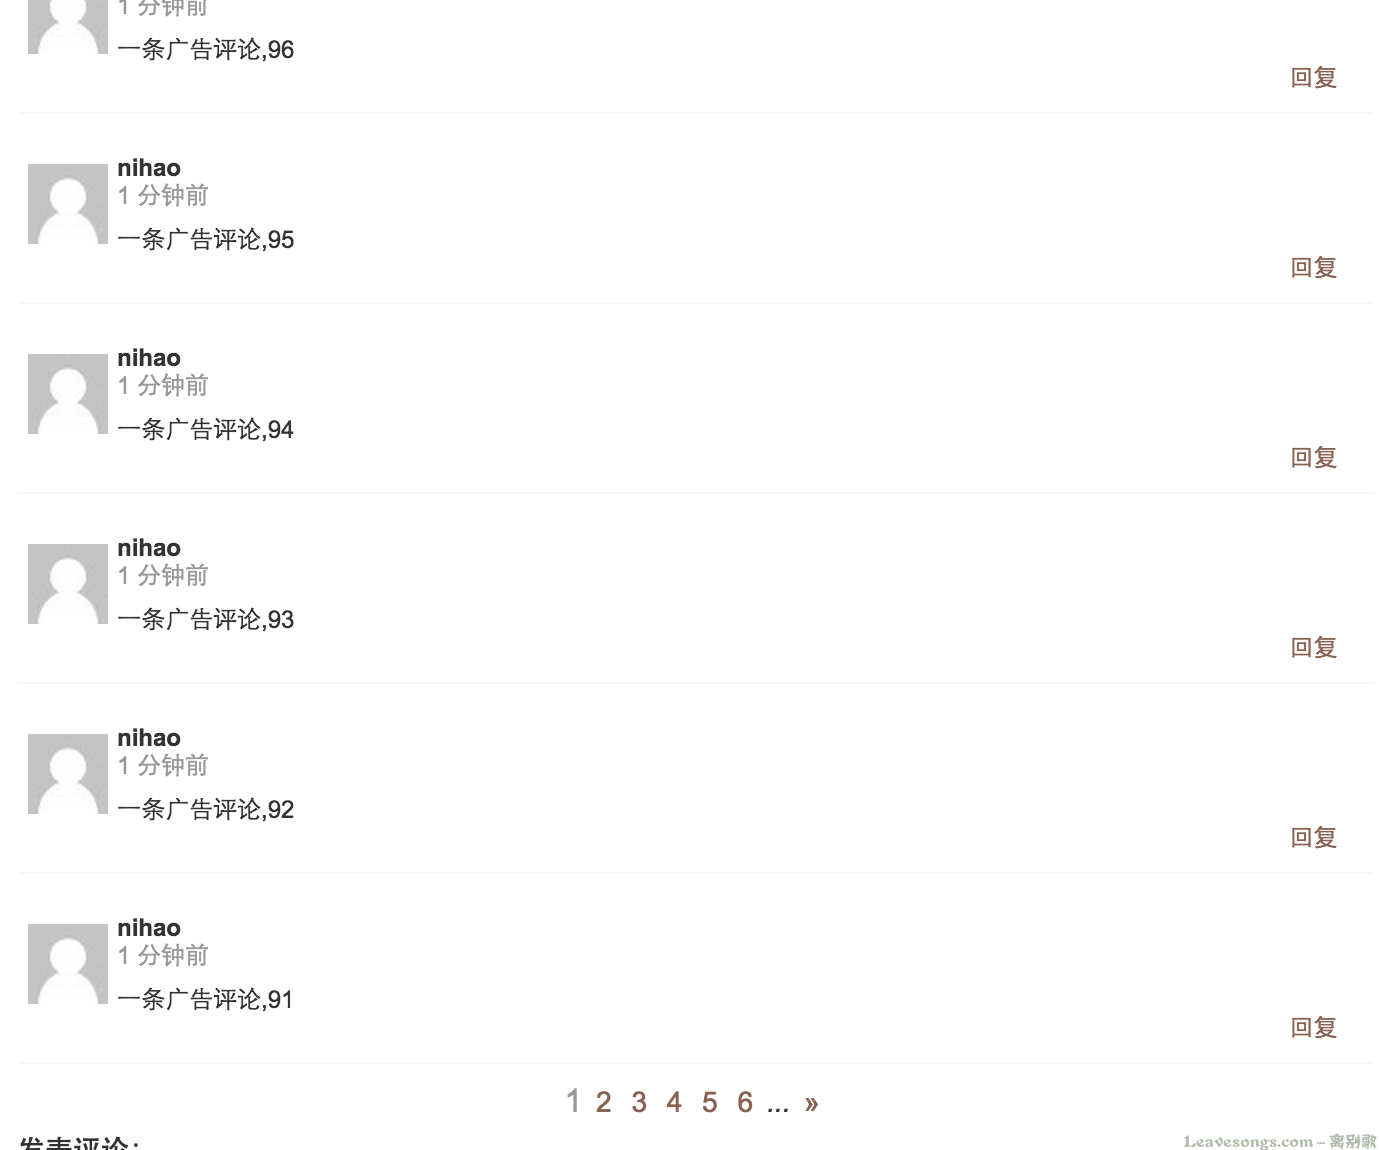 1 分钟前
一条广告评论,96
回复
nihao
1 分钟前
一条广告评论,95
回复
nihao
1 分钟前
一条广告评论,94
回复
nihao
1 分钟前
一条广告评论,93
回复
nihao
1 分钟前
一条广告评论,92
回复
nihao
1 分钟前
一条广告评论,91
回复
1 2 3 4 5 6 ... »
发表评论:
Leavesongs.com – 离别歌